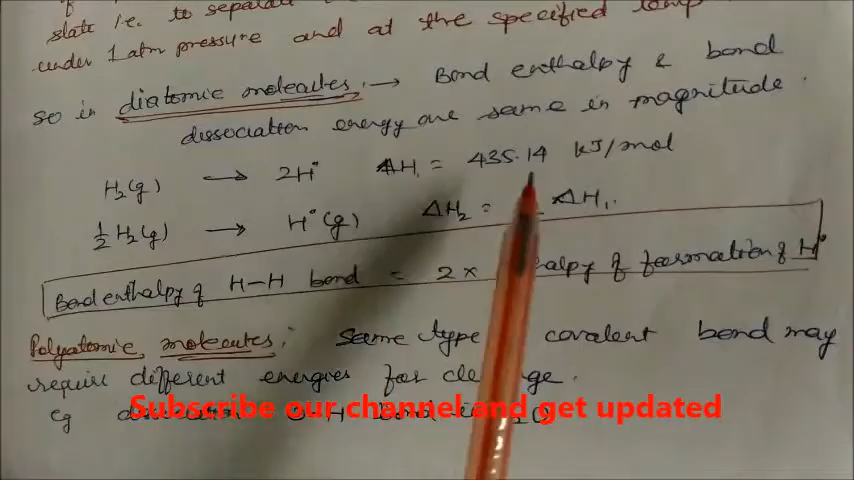 state i.e. to separate
under 1 atm pressure and at the specified temp
so in diatomic molecules. → Bond enthalpy & bond
dissociation energy are same in magnitude.
H₂(g) → 2H° ΔH₁ = 435.14 kJ/mol
½ H₂(g) → H°(g) ΔH₂ = ΔH₁.
Bond enthalpy of H-H bond = 2× of formation of H°
Polyatomic molecules: Same type covalent bond may
require different energies for
eg H bond
Subscribe our channel and get updated